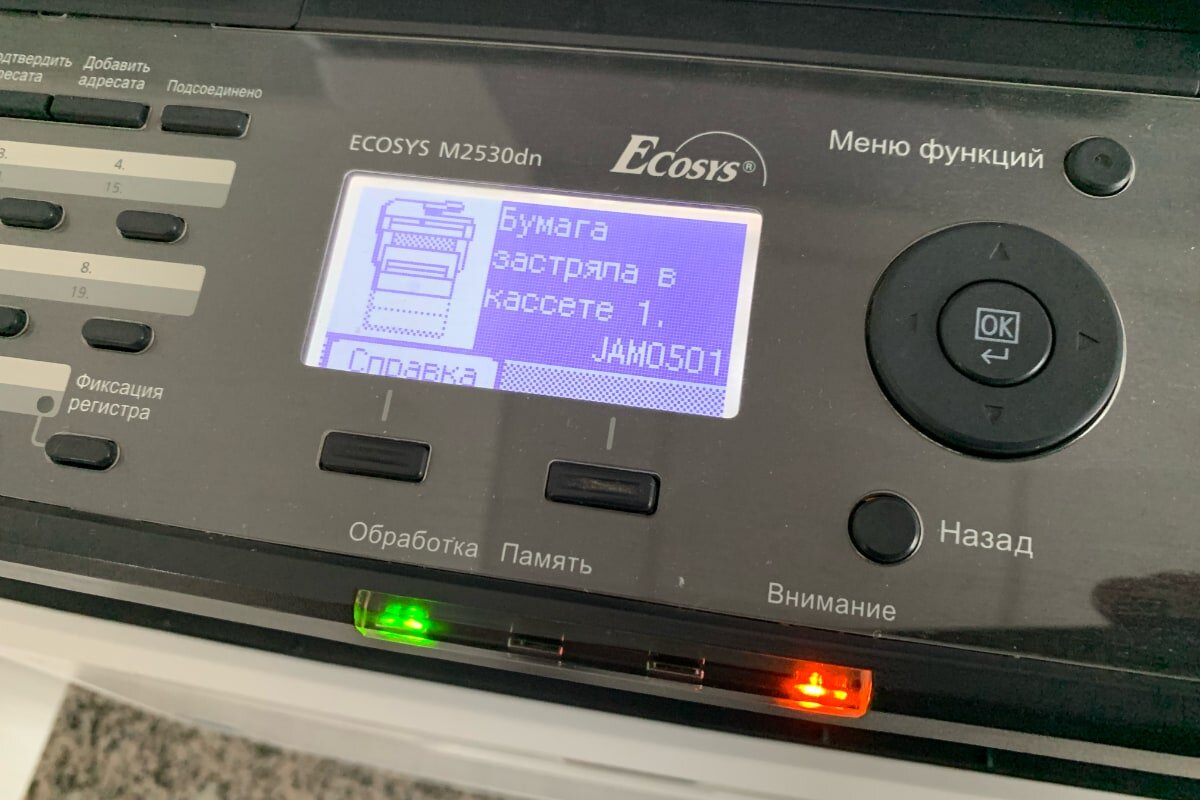 Добавить
адресата
Подсоединено
ECOSYS M2530dn
ECOSYS®
Меню функций
3.
4.
15.
8.
19.
Бумага
застряла в
кассете 1.
JAM0501
Справка
OK
Фиксация
регистра
Обработка
Память
Назад
Внимание